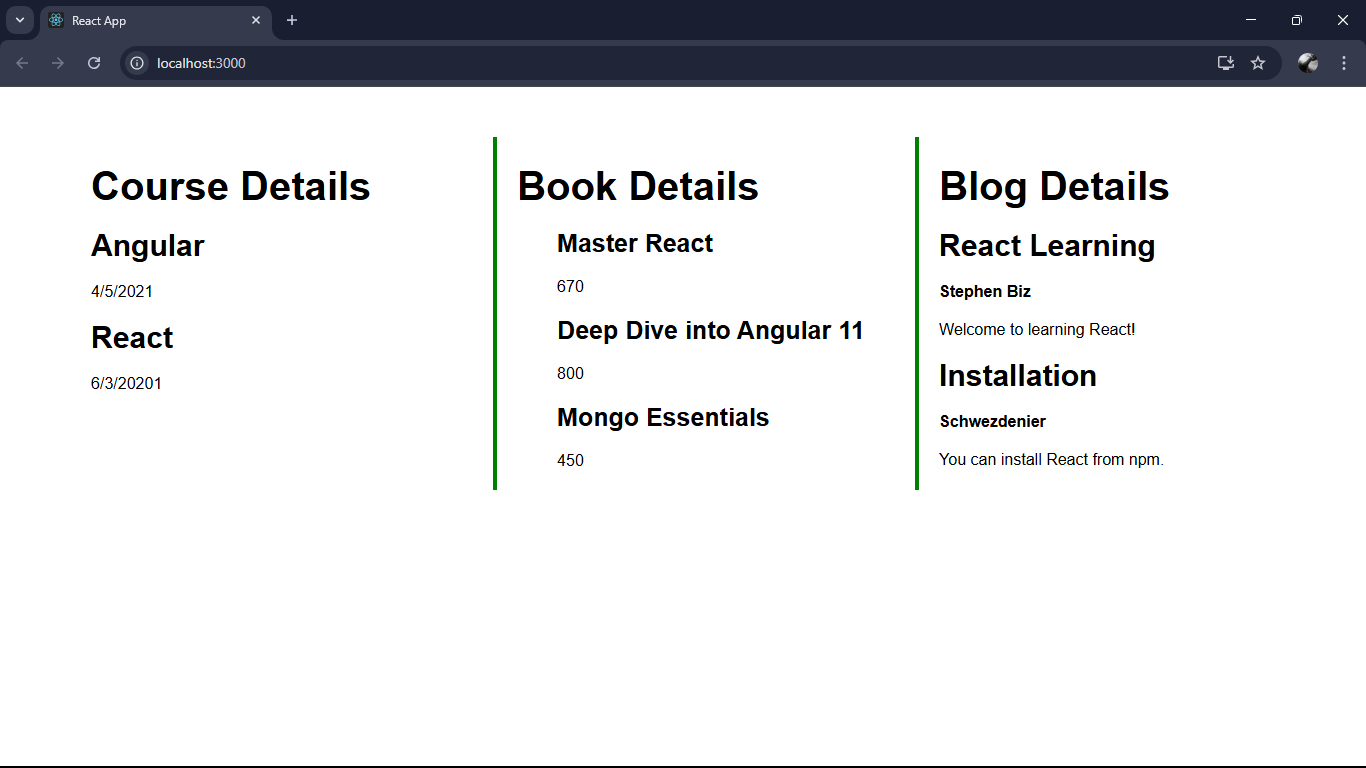 React App
localhost:3000
Course Details
Angular
4/5/2021
React
6/3/20201
Book Details
Master React
670
Deep Dive into Angular 11
800
Mongo Essentials
450
Blog Details
React Learning
Stephen Biz
Welcome to learning React!
Installation
Schwezdenier
You can install React from npm.